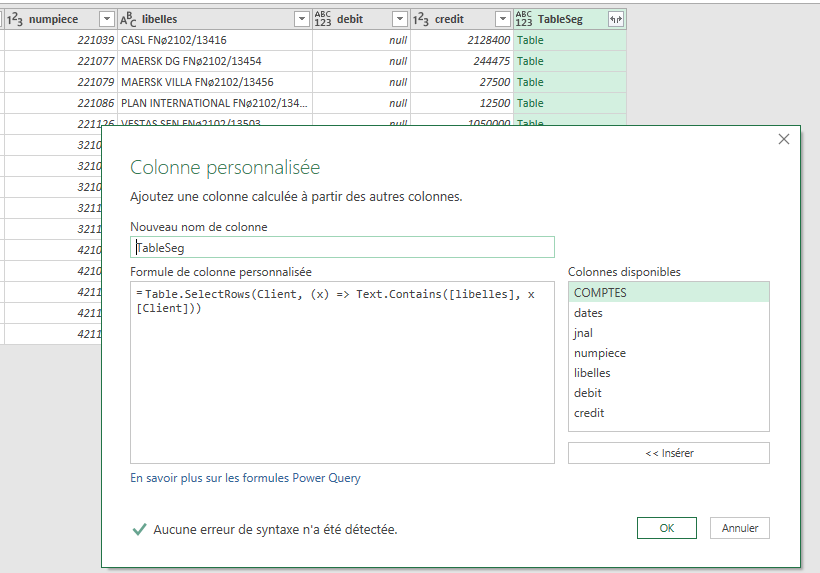 1²3 numpiece ABC libelles ABC 123 debit 1²3 credit ABC 123 TableSeg
221039 CASL FNø2102/13416 null 2128400 Table
221077 MAERSK DG FNø2102/13454 null 244475 Table
221079 MAERSK VILLA FNø2102/13456 null 27500 Table
221086 PLAN INTERNATIONAL FNø2102/134... null 12500 Table
221126 VESTAS SEN FNø2102/13503 null 1050000 Table
3210
3210
3210
3211
3211
4210
4210
4211
4211
4211
Colonne personnalisée
Ajoutez une colonne calculée à partir des autres colonnes.
Nouveau nom de colonne
TableSeg
Formule de colonne personnalisée
= Table.SelectRows(Client, (x) => Text.Contains([libelles], x
[Client]))
Colonnes disponibles
COMPTES
dates
jnal
numpiece
libelles
debit
credit
<< Insérer
En savoir plus sur les formules Power Query
Aucune erreur de syntaxe n'a été détectée.
OK
Annuler